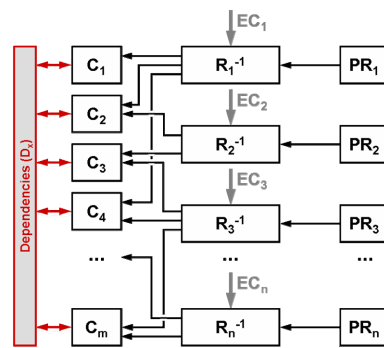 EC₁
C₁ R₁⁻¹ PR₁
EC₂
C₂
R₂⁻¹ PR₂
C₃
EC₃
C₄
R₃⁻¹ PR₃
... ... ...
ECₙ
Cₘ Rₙ⁻¹ PRₙ
Dependencies (Dₓ)